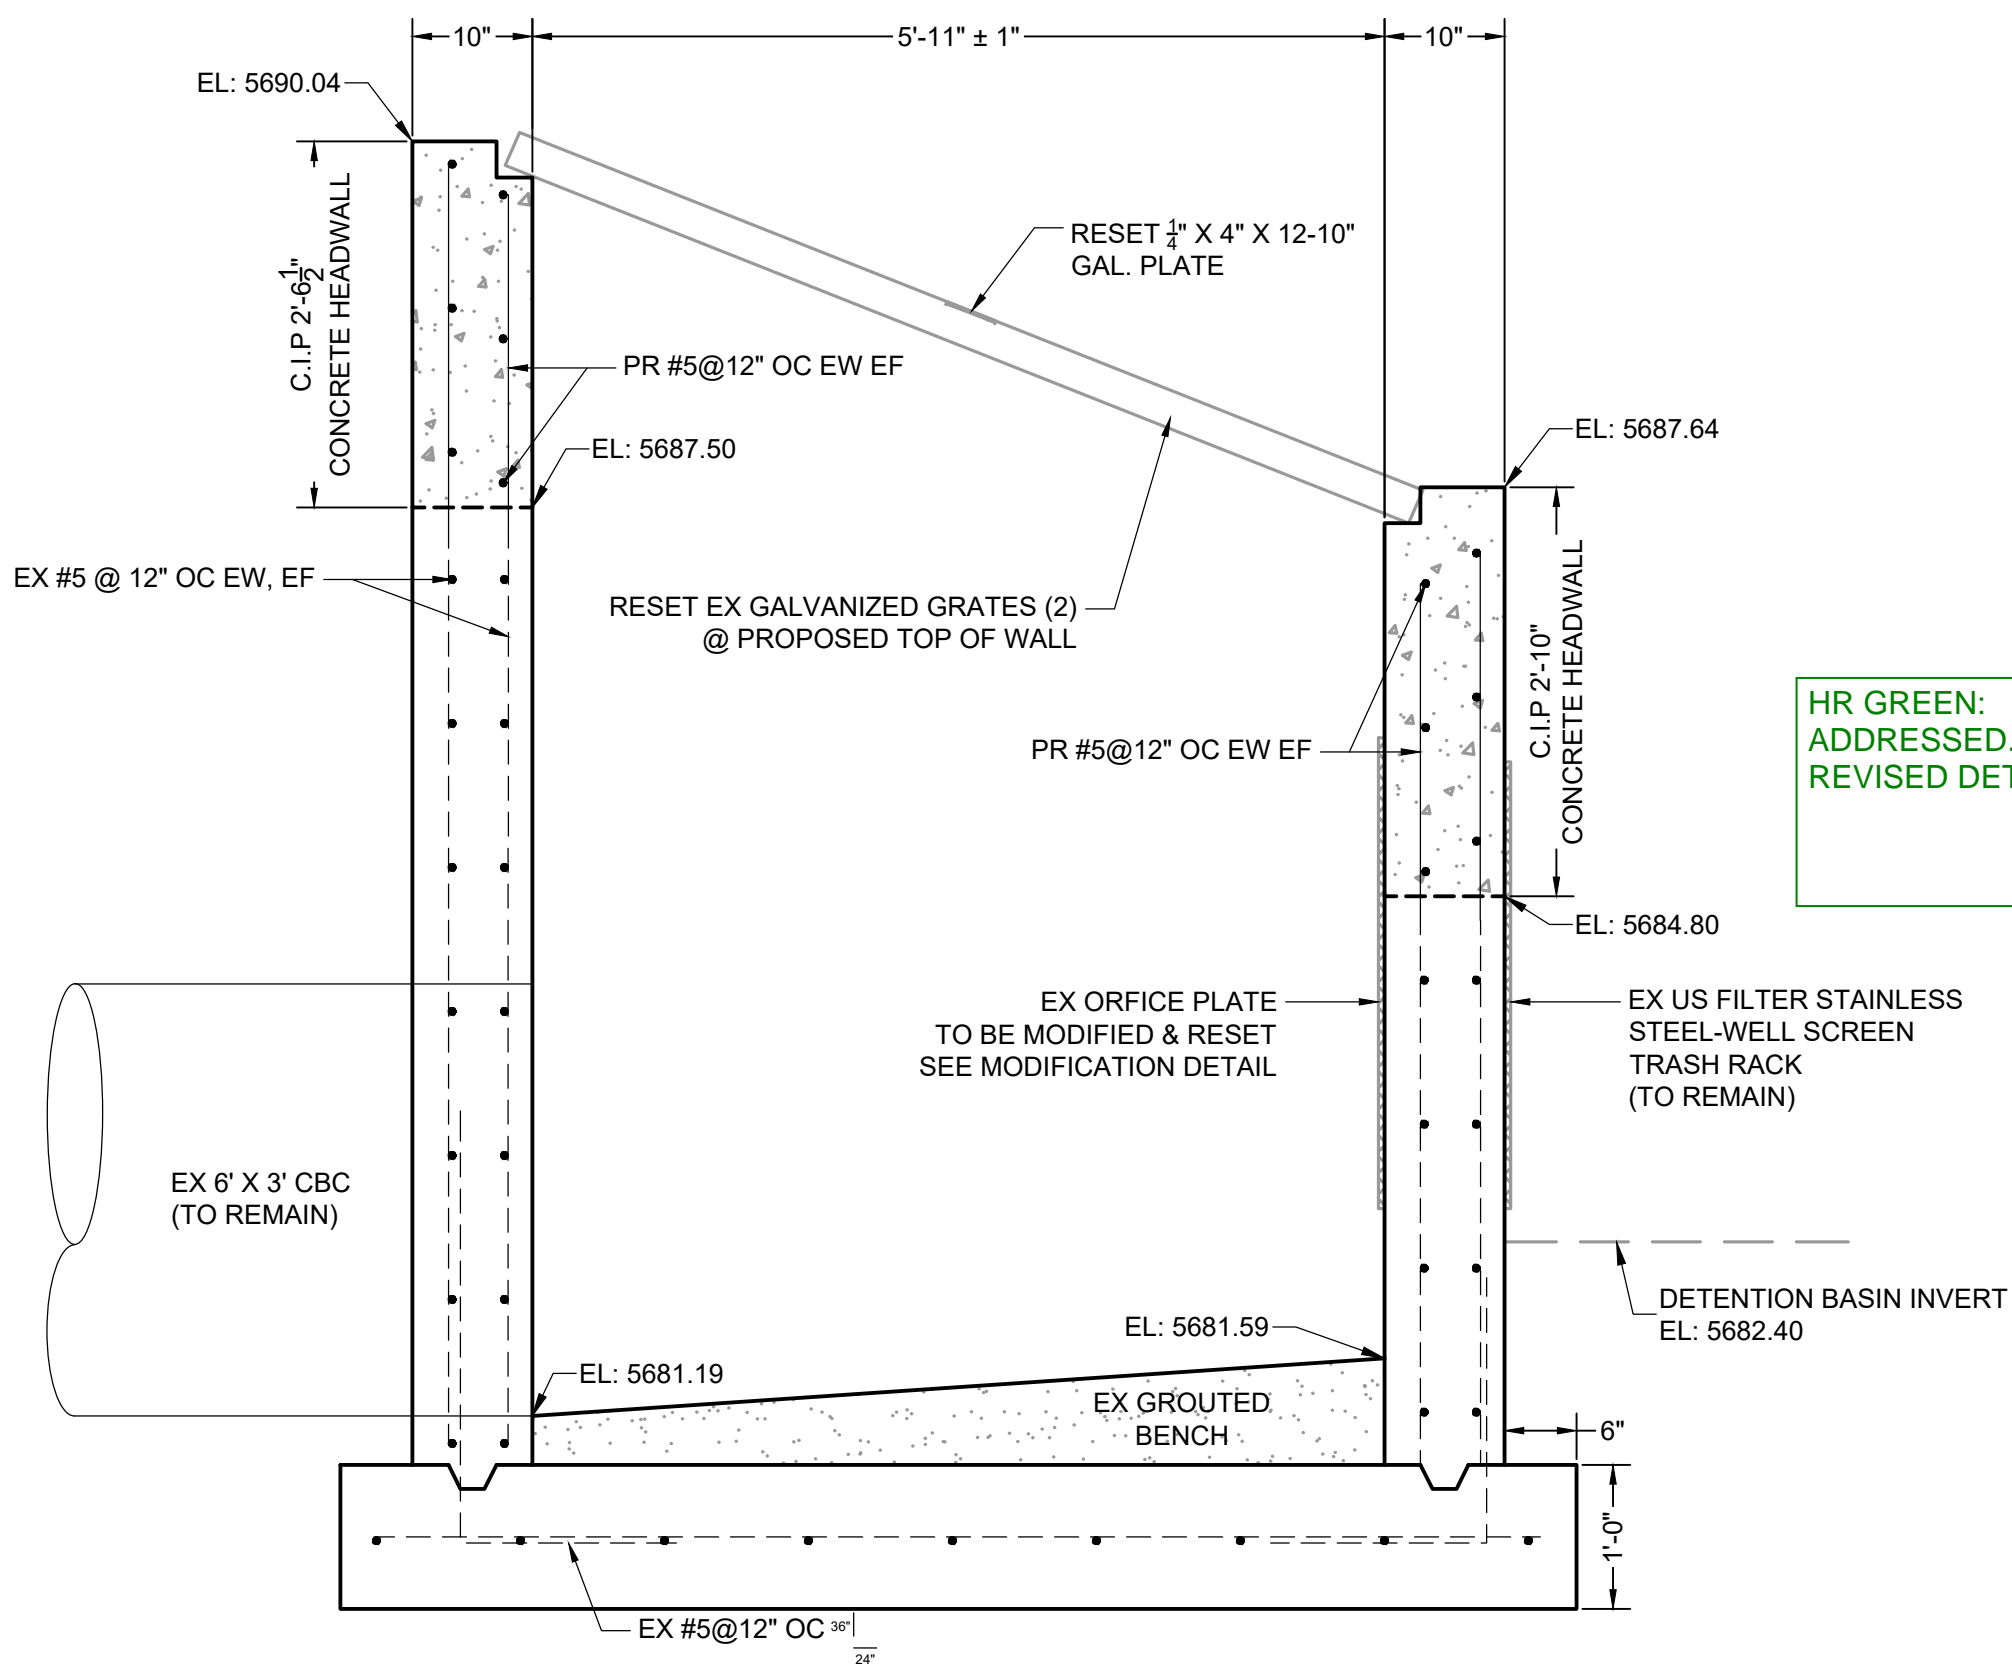 10"
5'-11" ± 1"
10"
EL: 5690.04
C.I.P 2'-6 1/2"
CONCRETE HEADWALL
RESET 1/4" X 4" X 12-10"
GAL. PLATE
PR #5@12" OC EW EF
EL: 5687.50
EL: 5687.64
EX #5 @ 12" OC EW, EF
RESET EX GALVANIZED GRATES (2)
@ PROPOSED TOP OF WALL
C.I.P 2'-10"
CONCRETE HEADWALL
HR GREEN:
ADDRESSED.
REVISED DET
PR #5@12" OC EW EF
EL: 5684.80
EX ORFICE PLATE
TO BE MODIFIED & RESET
SEE MODIFICATION DETAIL
EX US FILTER STAINLESS
STEEL-WELL SCREEN
TRASH RACK
(TO REMAIN)
EX 6' X 3' CBC
(TO REMAIN)
DETENTION BASIN INVERT
EL: 5682.40
EL: 5681.59
EL: 5681.19
EX GROUTED
BENCH
6"
1'-0"
EX #5@12" OC 36"
24"